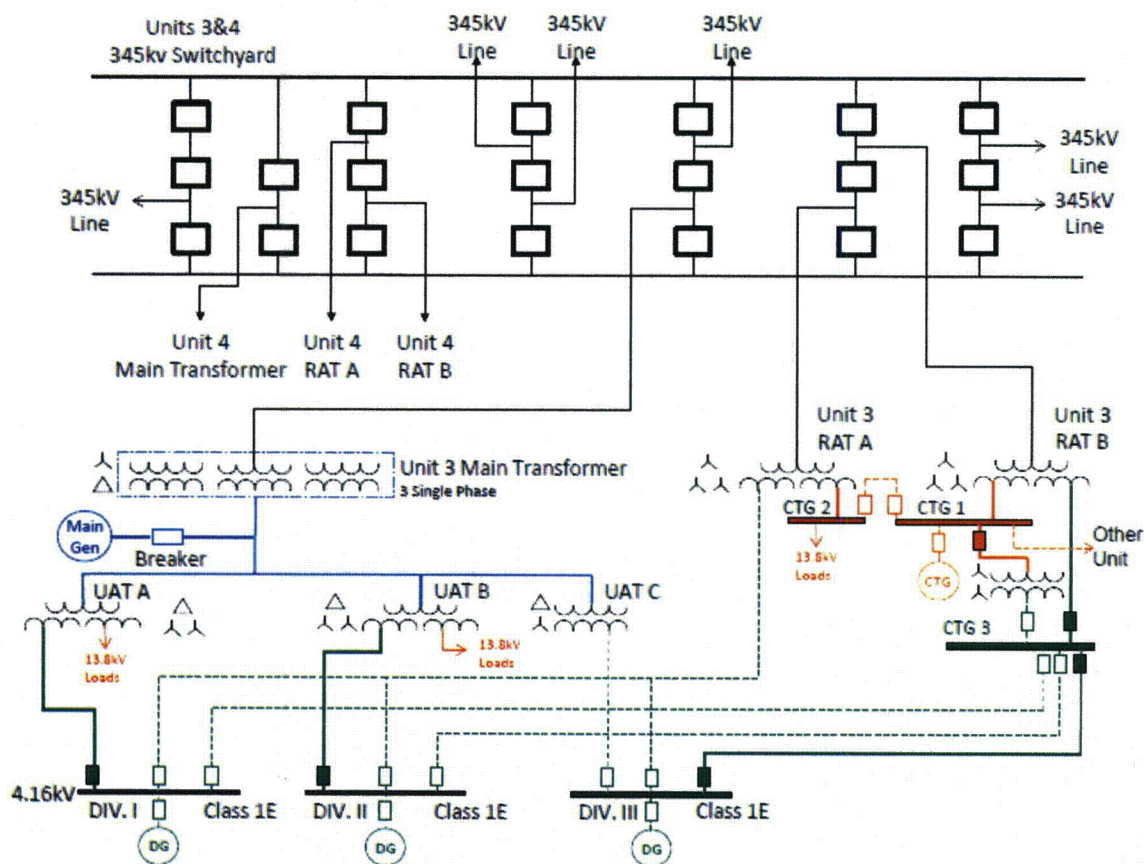 Units 3&4
345kv Switchyard
345kV
Line
345kV
Line
345kV
Line
345kV
Line
345kV
Line
345kV
Line
Unit 4
Main Transformer
Unit 4
RAT A
Unit 4
RAT B
Unit 3
RAT A
Unit 3
RAT B
Unit 3 Main Transformer
3 Single Phase
CTG 2
CTG 1
Main
Gen
Breaker
13.8kV
Loads
CTG
Other
Unit
UAT A
UAT B
UAT C
CTG 3
13.8kV
Loads
13.8kV
Loads
4.16kV
DIV. I
Class 1E
DIV. II
Class 1E
DIV. III
Class 1E
DG
DG
DG